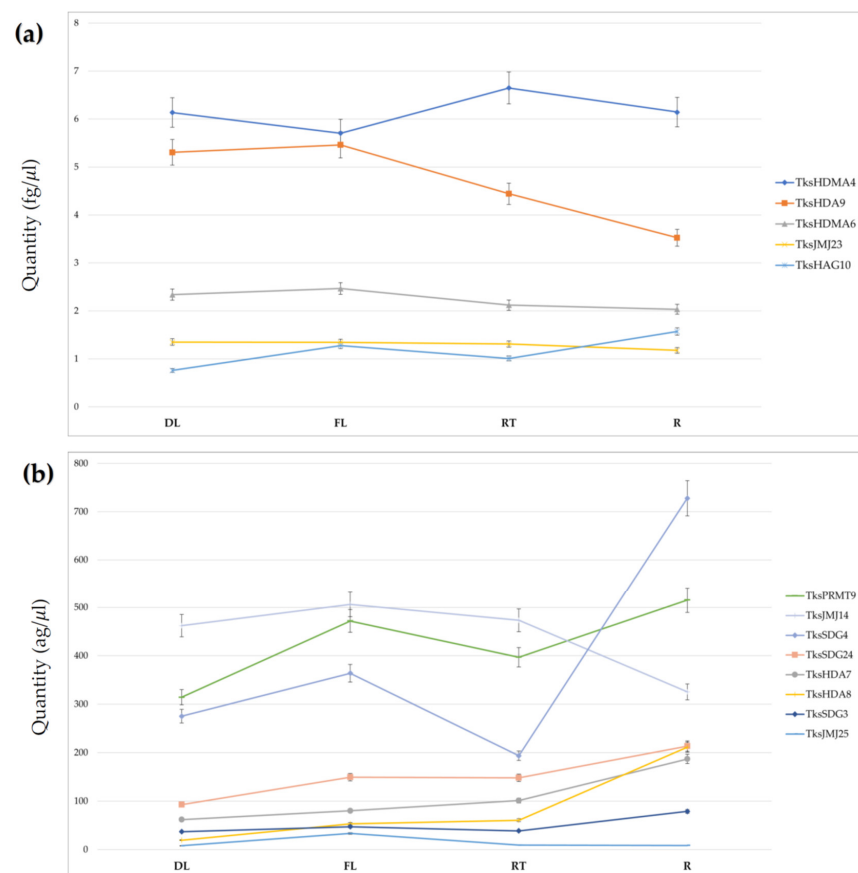 (a)
8
7
6
5
4
3
2
1
0
Quantity (fg/µl)
DL FL RT R
TksHDMA4
TksHDA9
TksHDMA6
TksJMJ23
TksHAG10
(b)
800
700
600
500
400
300
200
100
0
Quantity (ag/µl)
DL FL RT R
TksPRMT9
TksJMJ14
TksSDG4
TksSDG24
TksHDA7
TksHDA8
TksSDG3
TksJMJ25